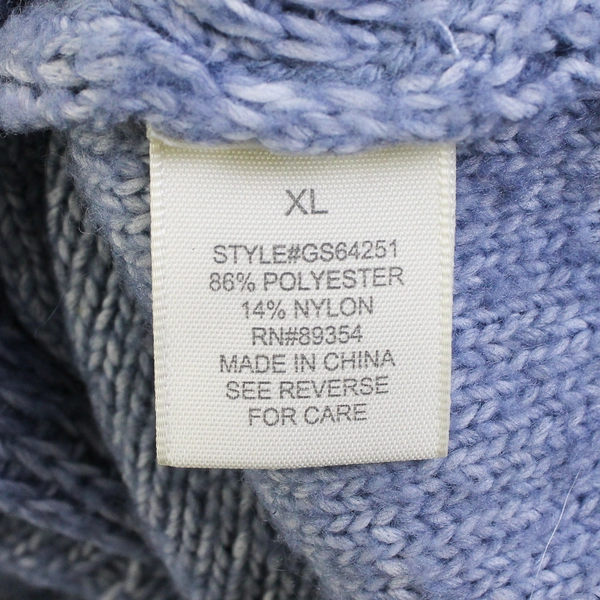 XL
STYLE#GS64251
86% POLYESTER
14% NYLON
RN#89354
MADE IN CHINA
SEE REVERSE
FOR CARE